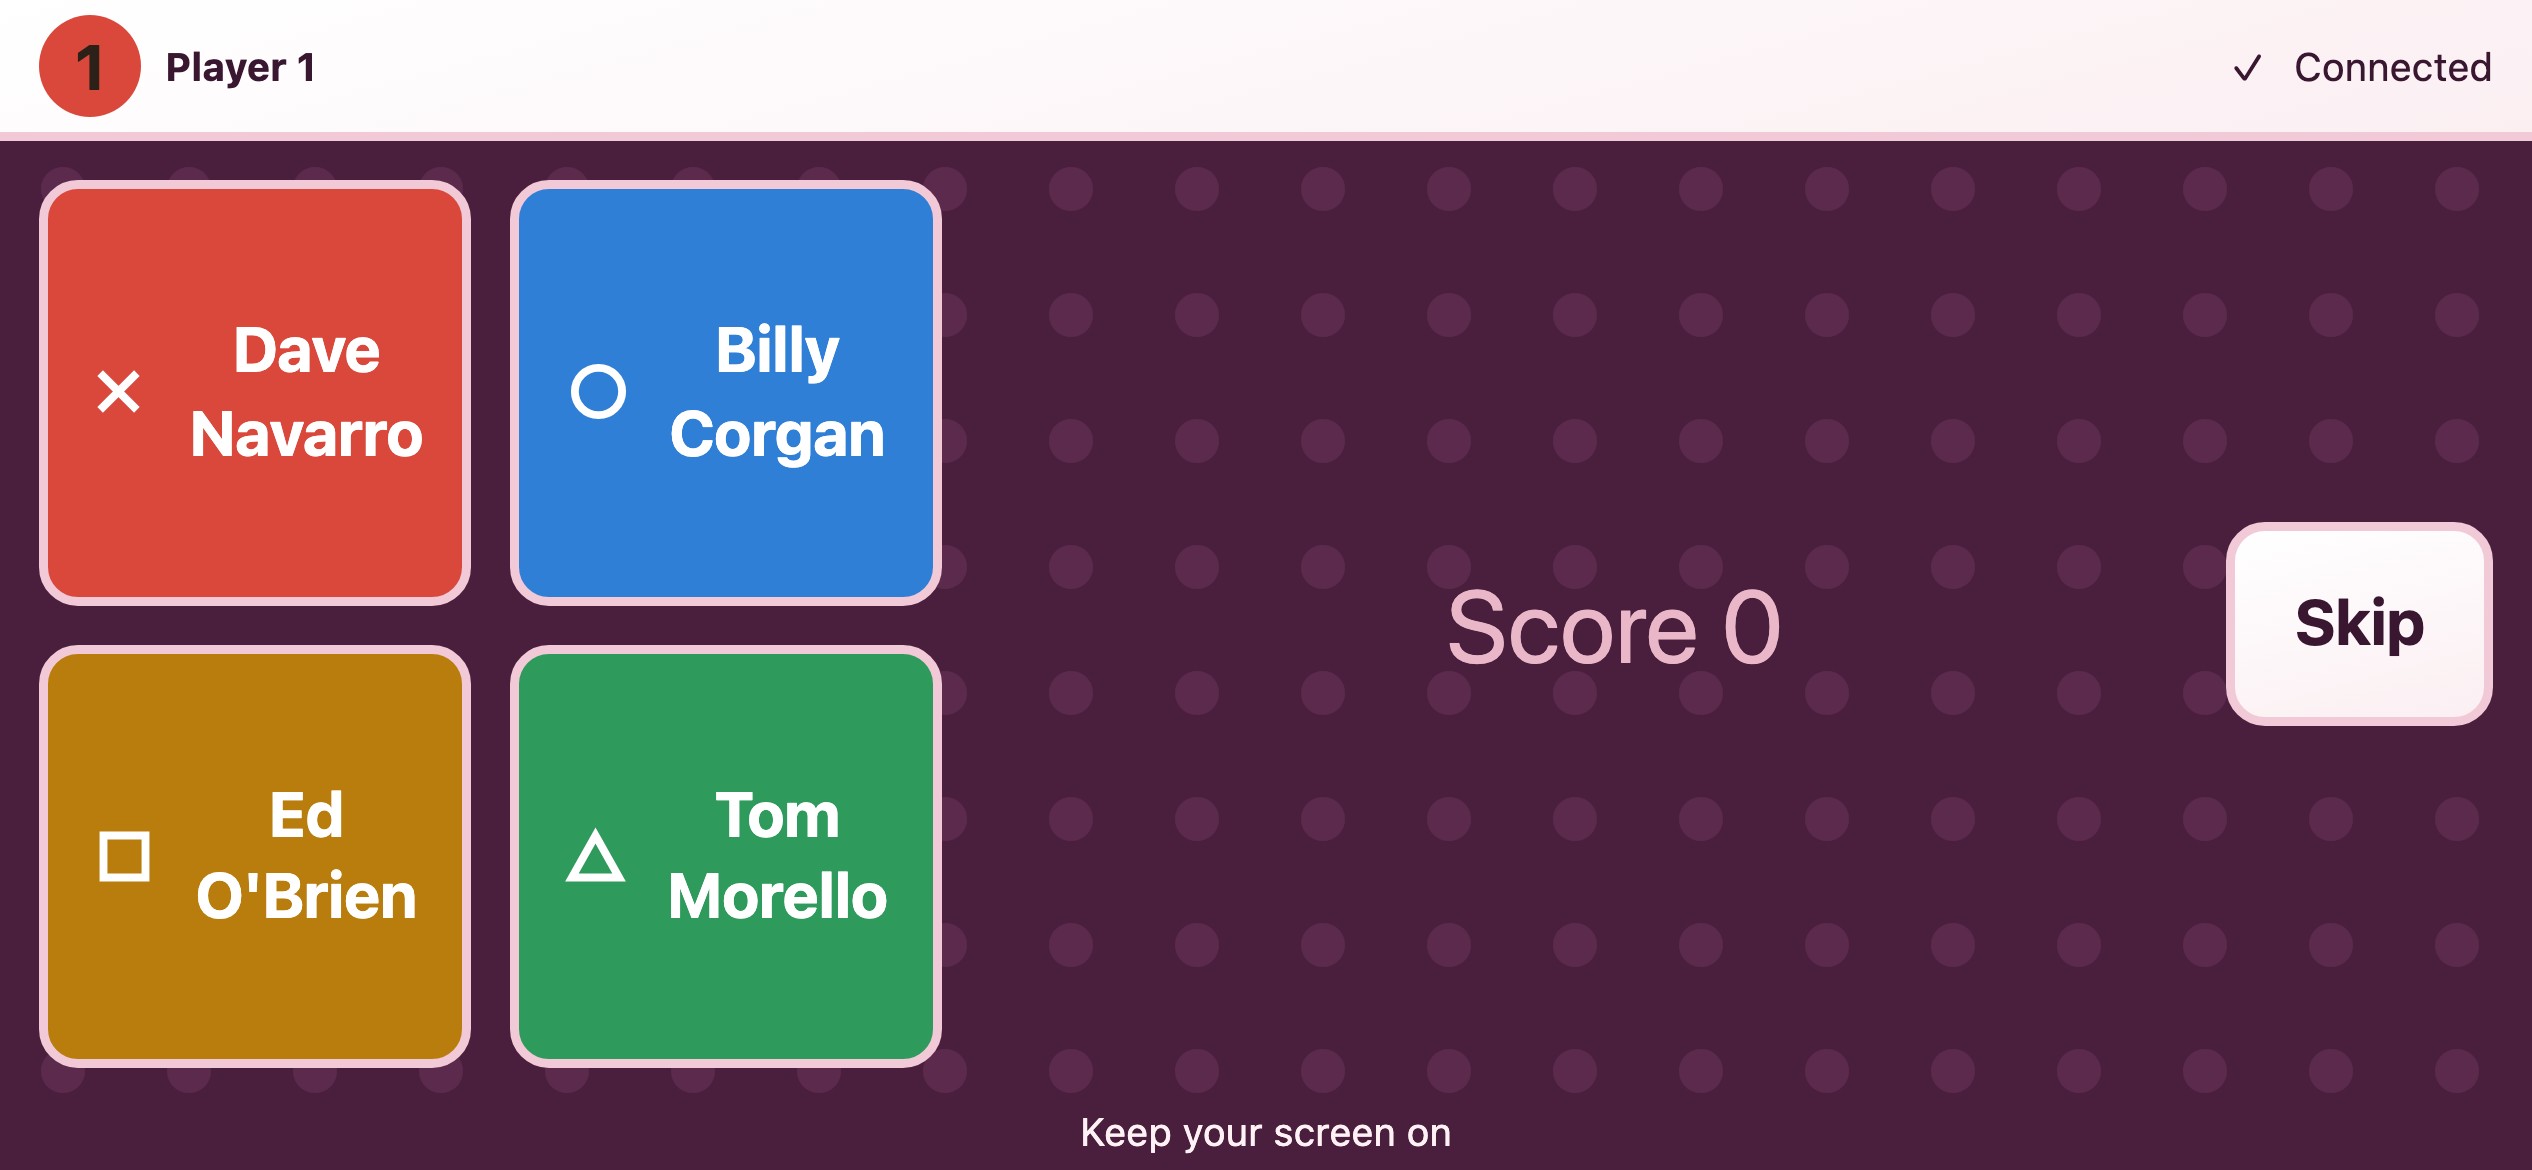 1
Player 1
✓ Connected
Dave
Navarro
Billy
Corgan
Ed
O'Brien
Tom
Morello
Score 0
Skip
Keep your screen on